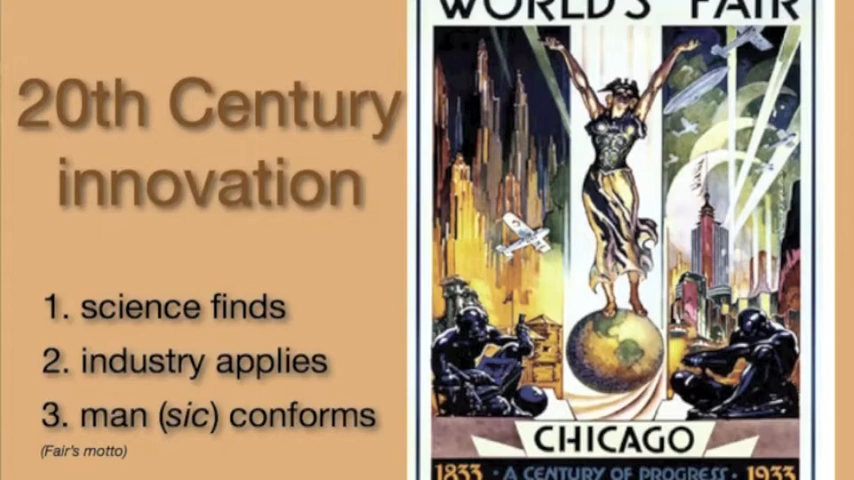 20th Century
innovation
1. science finds
2. industry applies
3. man (sic) conforms
(Fair's motto)
WORLD'S FAIR
CHICAGO
1833 · A CENTURY OF PROGRESS · 1933